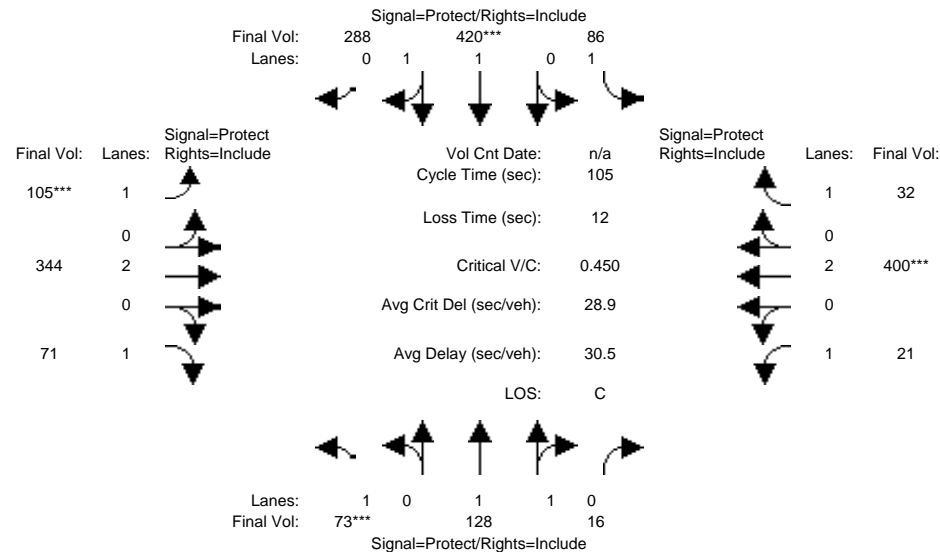 Signal=Protect/Rights=Include
Final Vol: 288 420*** 86
Lanes: 0 1 1 0 1
Signal=Protect Signal=Protect
Final Vol: Lanes: Rights=Include Vol Cnt Date: n/a Rights=Include Lanes: Final Vol:
Cycle Time (sec): 105
105*** 1 1 32
Loss Time (sec): 12
0 0
344 2 Critical V/C: 0.450 2 400***
0 Avg Crit Del (sec/veh): 28.9 0
71 1 Avg Delay (sec/veh): 30.5 1 21
LOS: C
Lanes: 1 0 1 1 0
Final Vol: 73*** 128 16
Signal=Protect/Rights=Include